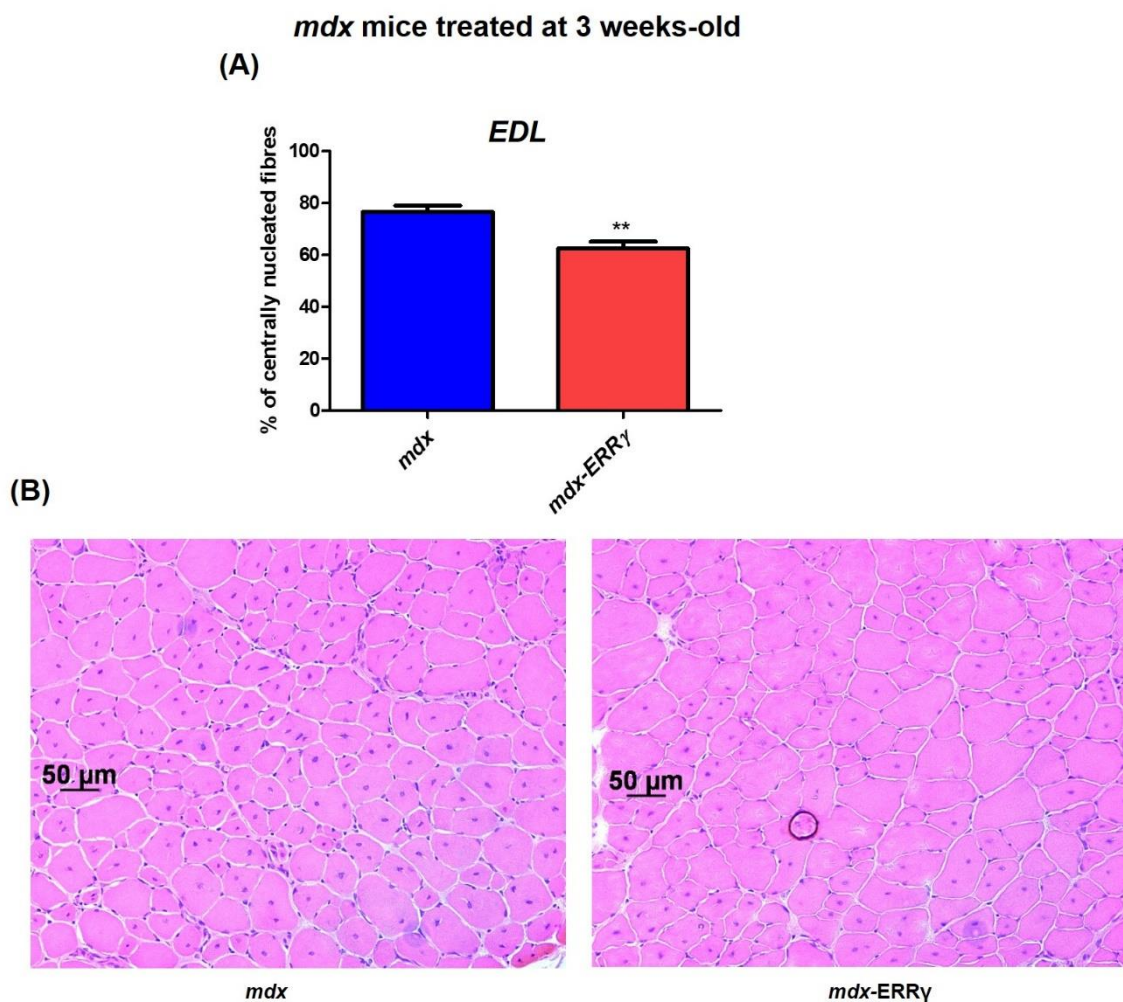 mdx mice treated at 3 weeks-old
(A)
EDL
% of centrally nucleated fibres
100
80
60
40
20
0
**
mdx
mdx-ERRγ
(B)
50 µm
50 µm
mdx
mdx-ERRγ